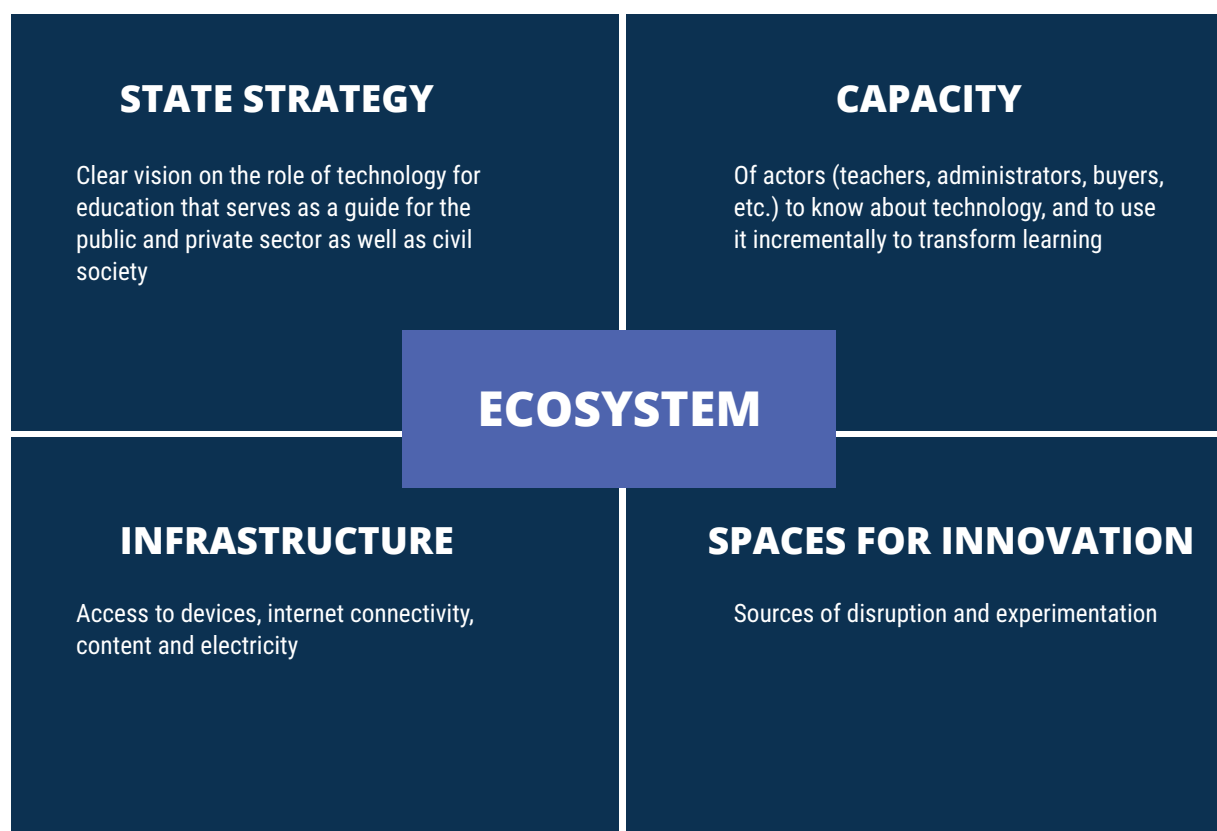 STATE STRATEGY
Clear vision on the role of technology for
education that serves as a guide for the
public and private sector as well as civil
society
CAPACITY
Of actors (teachers, administrators, buyers,
etc.) to know about technology, and to use
it incrementally to transform learning
ECOSYSTEM
INFRASTRUCTURE
Access to devices, internet connectivity,
content and electricity
SPACES FOR INNOVATION
Sources of disruption and experimentation